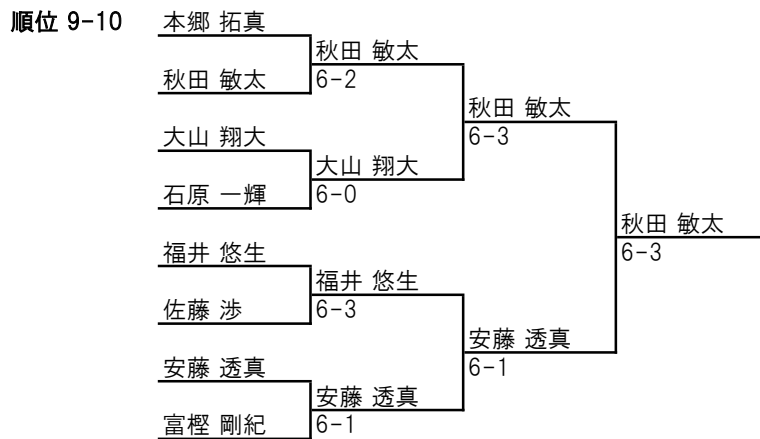 順位 9-10
本郷 拓真
秋田 敏太
秋田 敏太
6-2
大山 翔大
石原 一輝
大山 翔大
6-0
秋田 敏太
6-3
福井 悠生
佐藤 渉
福井 悠生
6-3
安藤 透真
富樫 剛紀
安藤 透真
6-1
安藤 透真
6-1
秋田 敏太
6-3